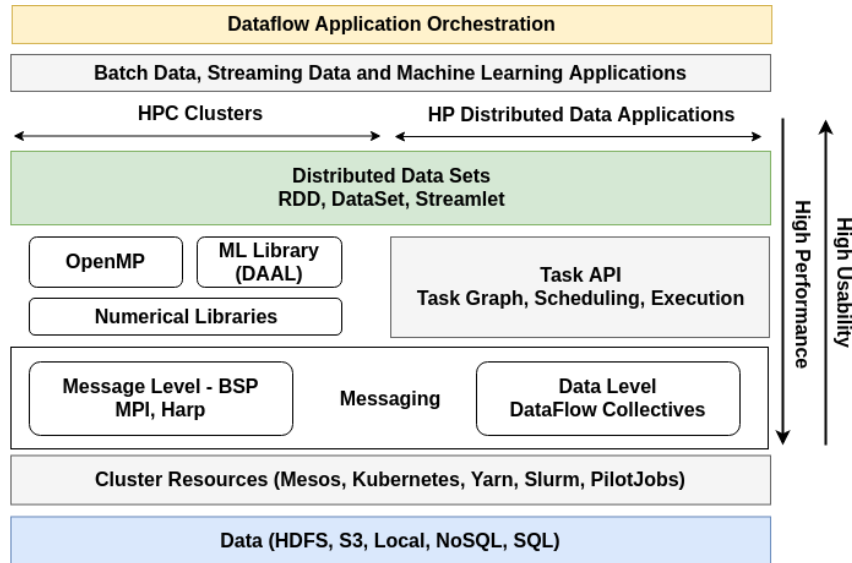 Dataflow Application Orchestration
Batch Data, Streaming Data and Machine Learning Applications
HPC Clusters
HP Distributed Data Applications
Distributed Data Sets
RDD, DataSet, Streamlet
OpenMP
ML Library
(DAAL)
Numerical Libraries
Task API
Task Graph, Scheduling, Execution
Message Level - BSP
MPI, Harp
Messaging
Data Level
DataFlow Collectives
High Performance
High Usability
Cluster Resources (Mesos, Kubernetes, Yarn, Slurm, PilotJobs)
Data (HDFS, S3, Local, NoSQL, SQL)